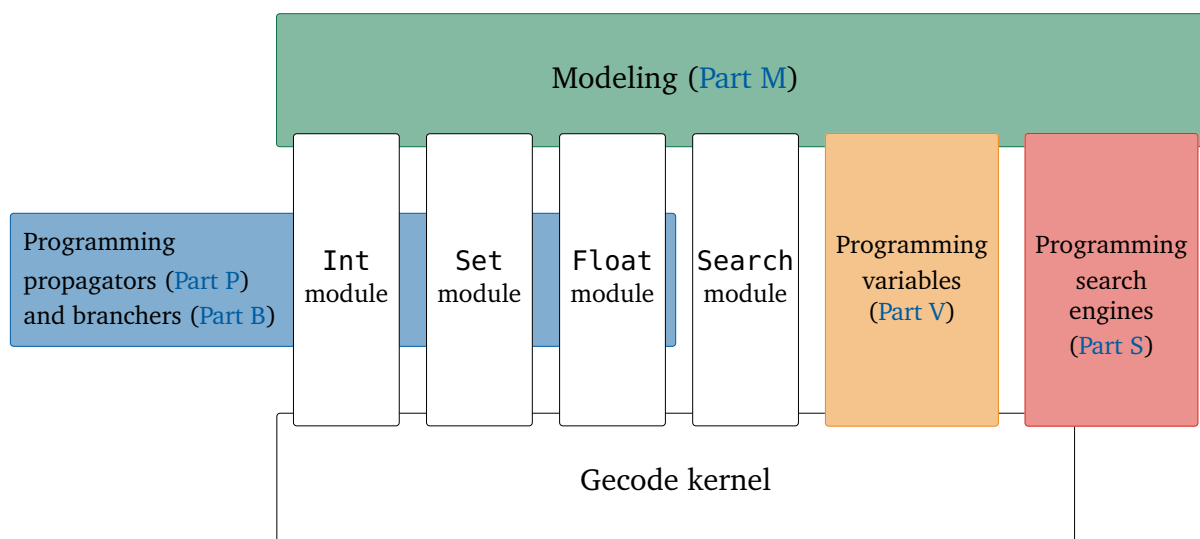 Modeling (Part M)
Programming
propagators (Part P)
and branchers (Part B)
Int
module
Set
module
Float
module
Search
module
Programming
variables
(Part V)
Programming
search
engines
(Part S)
Gecode kernel